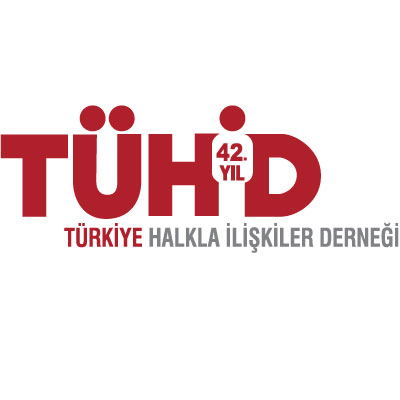 TÜHİD
42.
YIL
TÜRKİYE HALKLA İLİŞKİLER DERNEĞİ